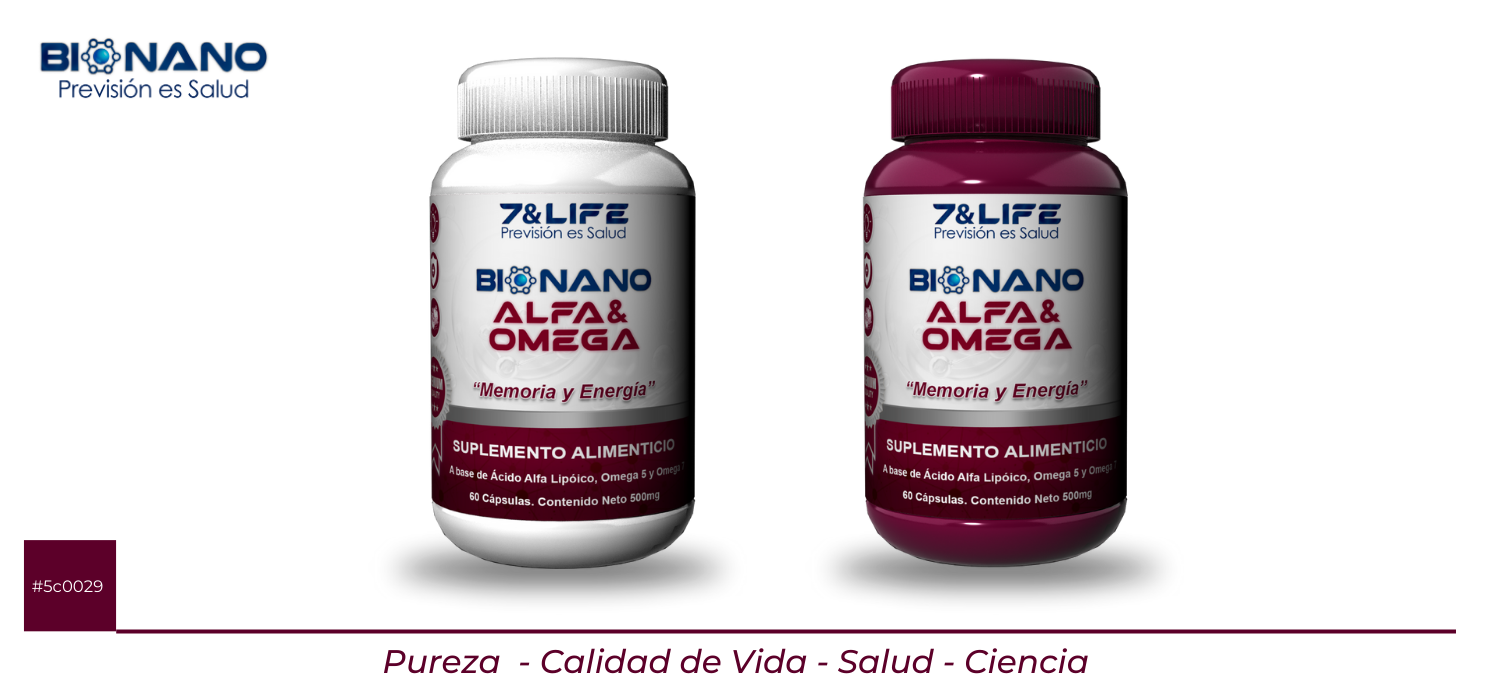 BIONANO
Previsión es Salud
7&LIFE
Previsión es Salud
BIONANO
ALFA &
OMEGA
“Memoria y Energía”
SUPLEMENTO ALIMENTICIO
A base de Ácido Alfa Lipóico, Omega 5 y Omega 7
60 Cápsulas. Contenido Neto 500mg
7&LIFE
Previsión es Salud
BIONANO
ALFA &
OMEGA
“Memoria y Energía”
SUPLEMENTO ALIMENTICIO
A base de Ácido Alfa Lipóico, Omega 5 y Omega 7
60 Cápsulas. Contenido Neto 500mg
#5c0029
Pureza - Calidad de Vida - Salud - Ciencia